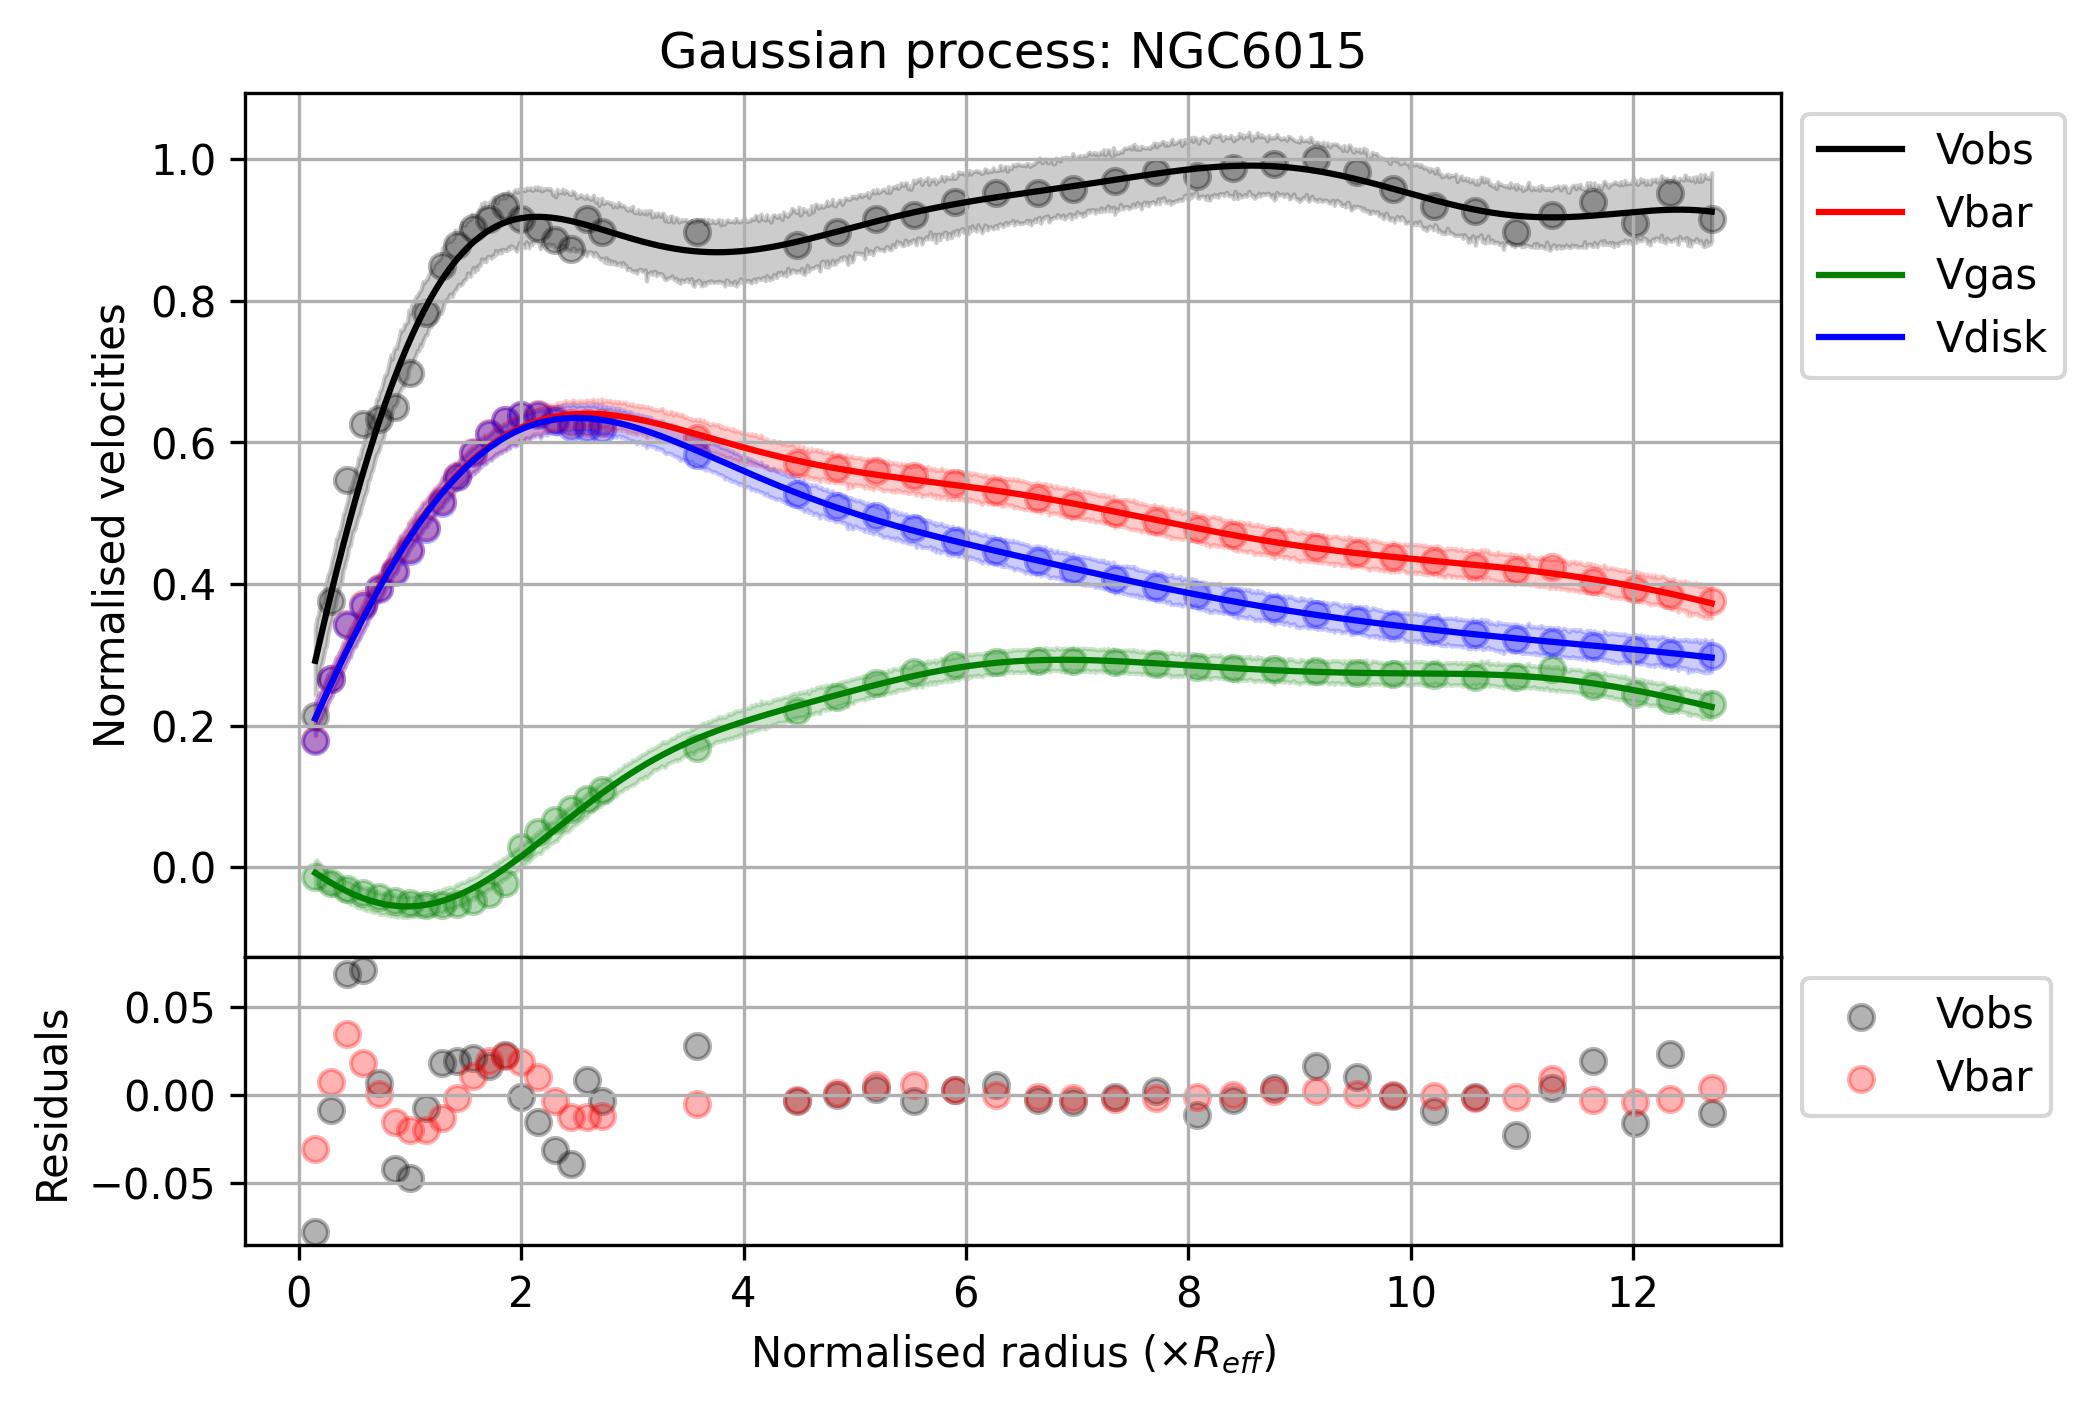 Gaussian process: NGC6015
Normalised velocities
1.0
0.8
0.6
0.4
0.2
0.0
Vobs
Vbar
Vgas
Vdisk
Residuals
0.05
0.00
−0.05
Vobs
Vbar
0 2 4 6 8 10 12
Normalised radius (×R_eff)